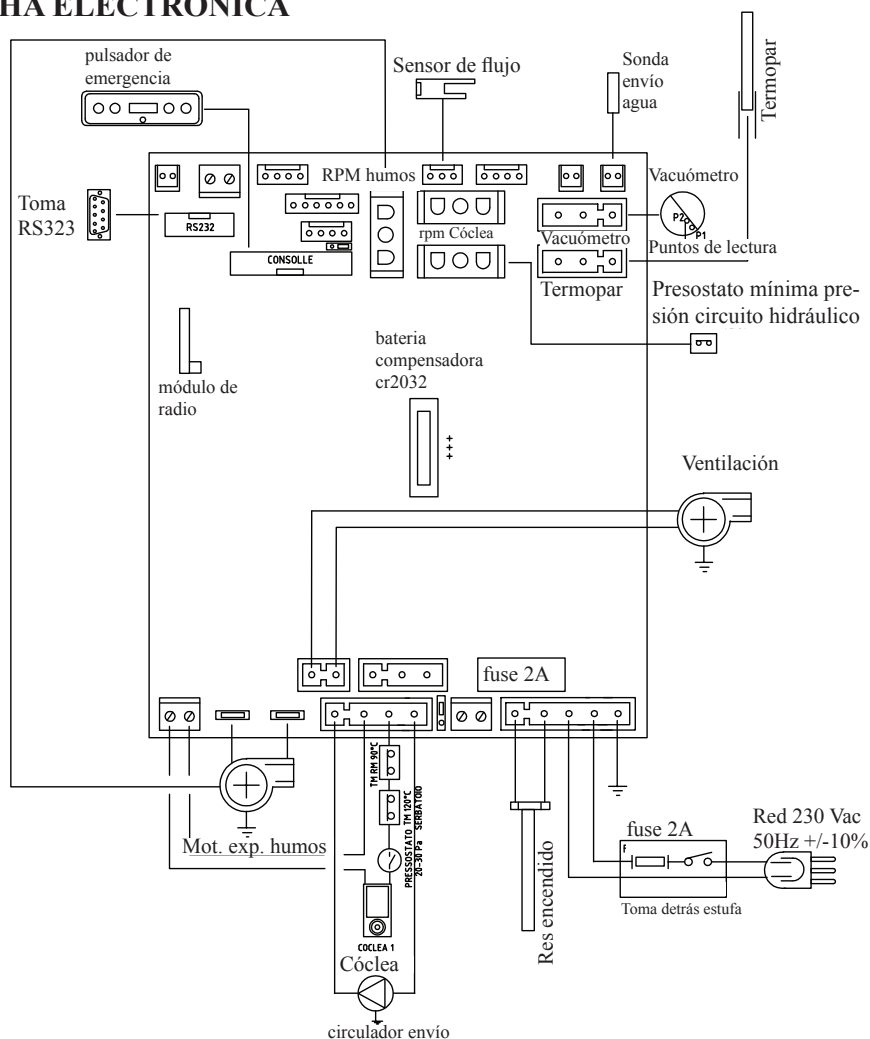 HA ELECTRONICA
pulsador de
emergencia
Sensor de flujo
Sonda
envío
agua
Termopar
Toma
RS323
RS232
RPM humos
CONSOLLE
rpm Cóclea
Vacuómetro
Vacuómetro
P2
P1
Puntos de lectura
Termopar
Presostato mínima pre-
sión circuito hidráulico
módulo de
radio
bateria
compensadora
cr2032
+++
Ventilación
fuse 2A
TM RM 90°C
PRESSOSTATO TM 120°C
20-30 Pa SERBATOIO
Mot. exp. humos
COCLEA 1
Cóclea
circulador envío
Res encendido
fuse 2A
F
Toma detrás estufa
Red 230 Vac
50Hz +/-10%